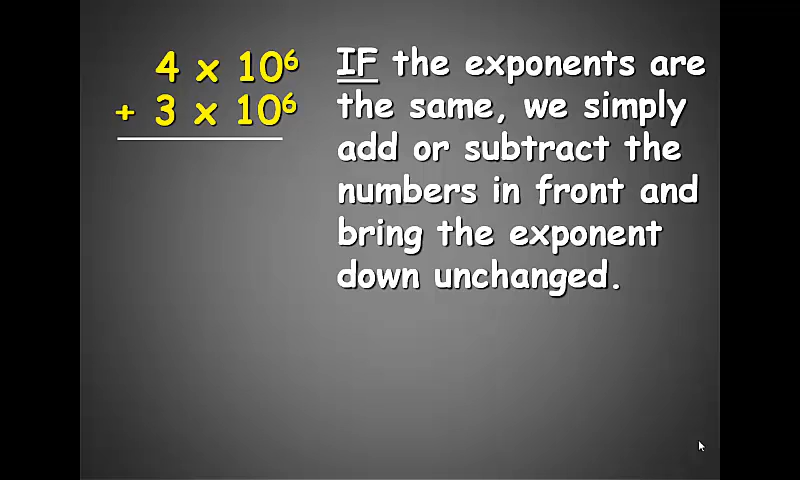 4 x 10⁶
+ 3 x 10⁶
IF the exponents are
the same, we simply
add or subtract the
numbers in front and
bring the exponent
down unchanged.